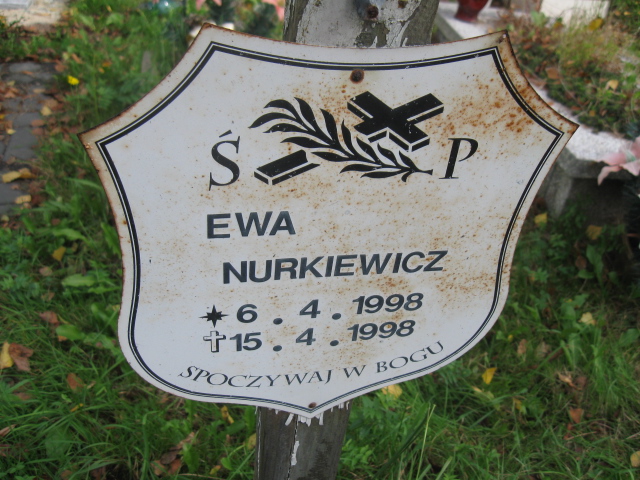 Ś P
EWA
NURKIEWICZ
6 . 4 . 1998
15 . 4 . 1998
SPOCZYWAJ W BOGU